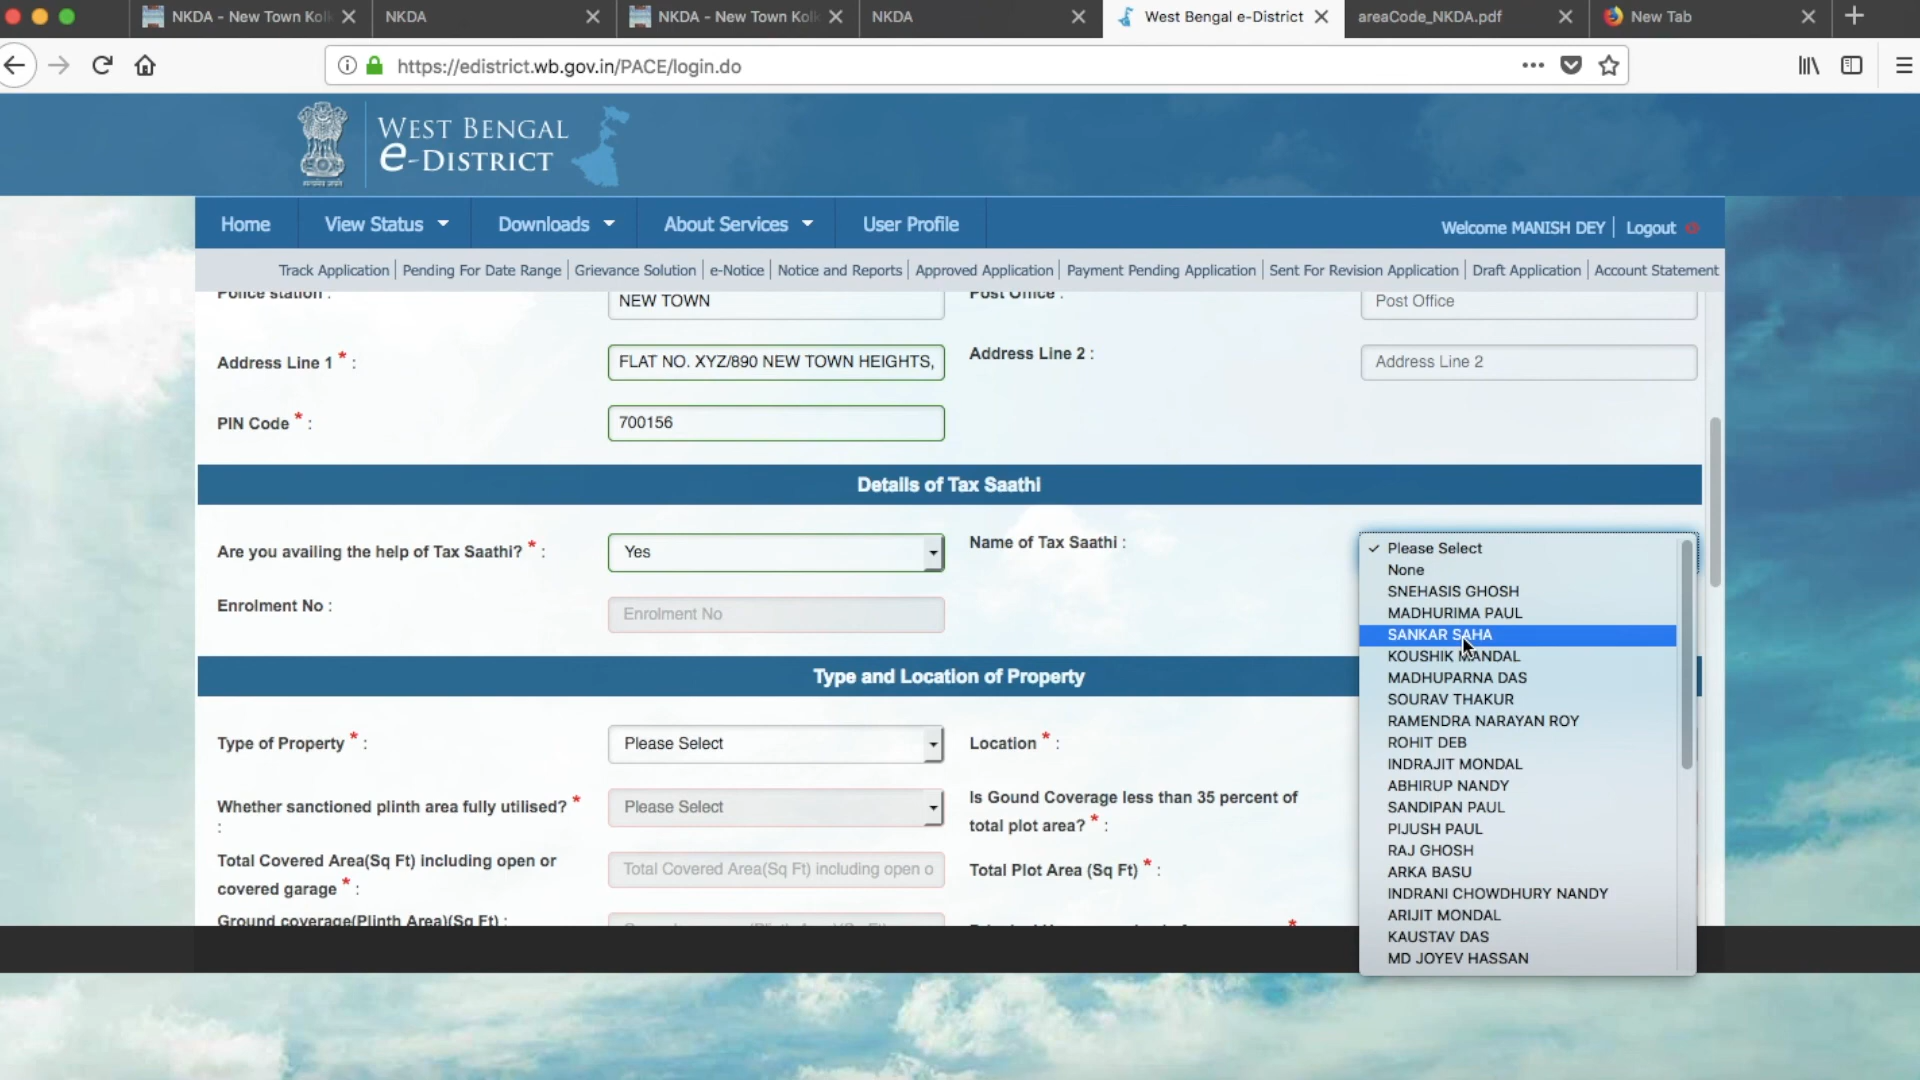 NKDA - New Town Kol
NKDA
NKDA - New Town Kol
NKDA
West Bengal e-District
areaCode_NKDA.pdf
New Tab
https://edistrict.wb.gov.in/PACE/login.do
WEST BENGAL
e-DISTRICT
Home
View Status
Downloads
About Services
User Profile
Welcome MANISH DEY
Logout
Track Application
Pending For Date Range
Grievance Solution
e-Notice
Notice and Reports
Approved Application
Payment Pending Application
Sent For Revision Application
Draft Application
Account Statement
Police station :
NEW TOWN
Post Office :
Post Office
Address Line 1 * :
FLAT NO. XYZ/890 NEW TOWN HEIGHTS,
Address Line 2 :
Address Line 2
PIN Code * :
700156
Details of Tax Saathi
Are you availing the help of Tax Saathi? * :
Yes
Name of Tax Saathi :
Enrolment No :
Enrolment No
Please Select
None
SNEHASIS GHOSH
MADHURIMA PAUL
SANKAR SAHA
KOUSHIK MANDAL
MADHUPARNA DAS
SOURAV THAKUR
RAMENDRA NARAYAN ROY
ROHIT DEB
INDRAJIT MONDAL
ABHIRUP NANDY
SANDIPAN PAUL
PIJUSH PAUL
RAJ GHOSH
ARKA BASU
INDRANI CHOWDHURY NANDY
ARIJIT MONDAL
KAUSTAV DAS
MD JOYEV HASSAN
Type and Location of Property
Type of Property * :
Please Select
Location * :
Whether sanctioned plinth area fully utilised? *
:
Please Select
Is Gound Coverage less than 35 percent of
total plot area? * :
Total Covered Area(Sq Ft) including open or
covered garage * :
Total Covered Area(Sq Ft) including open o
Total Plot Area (Sq Ft) * :
Ground coverage(Plinth Area)(Sq Ft) :